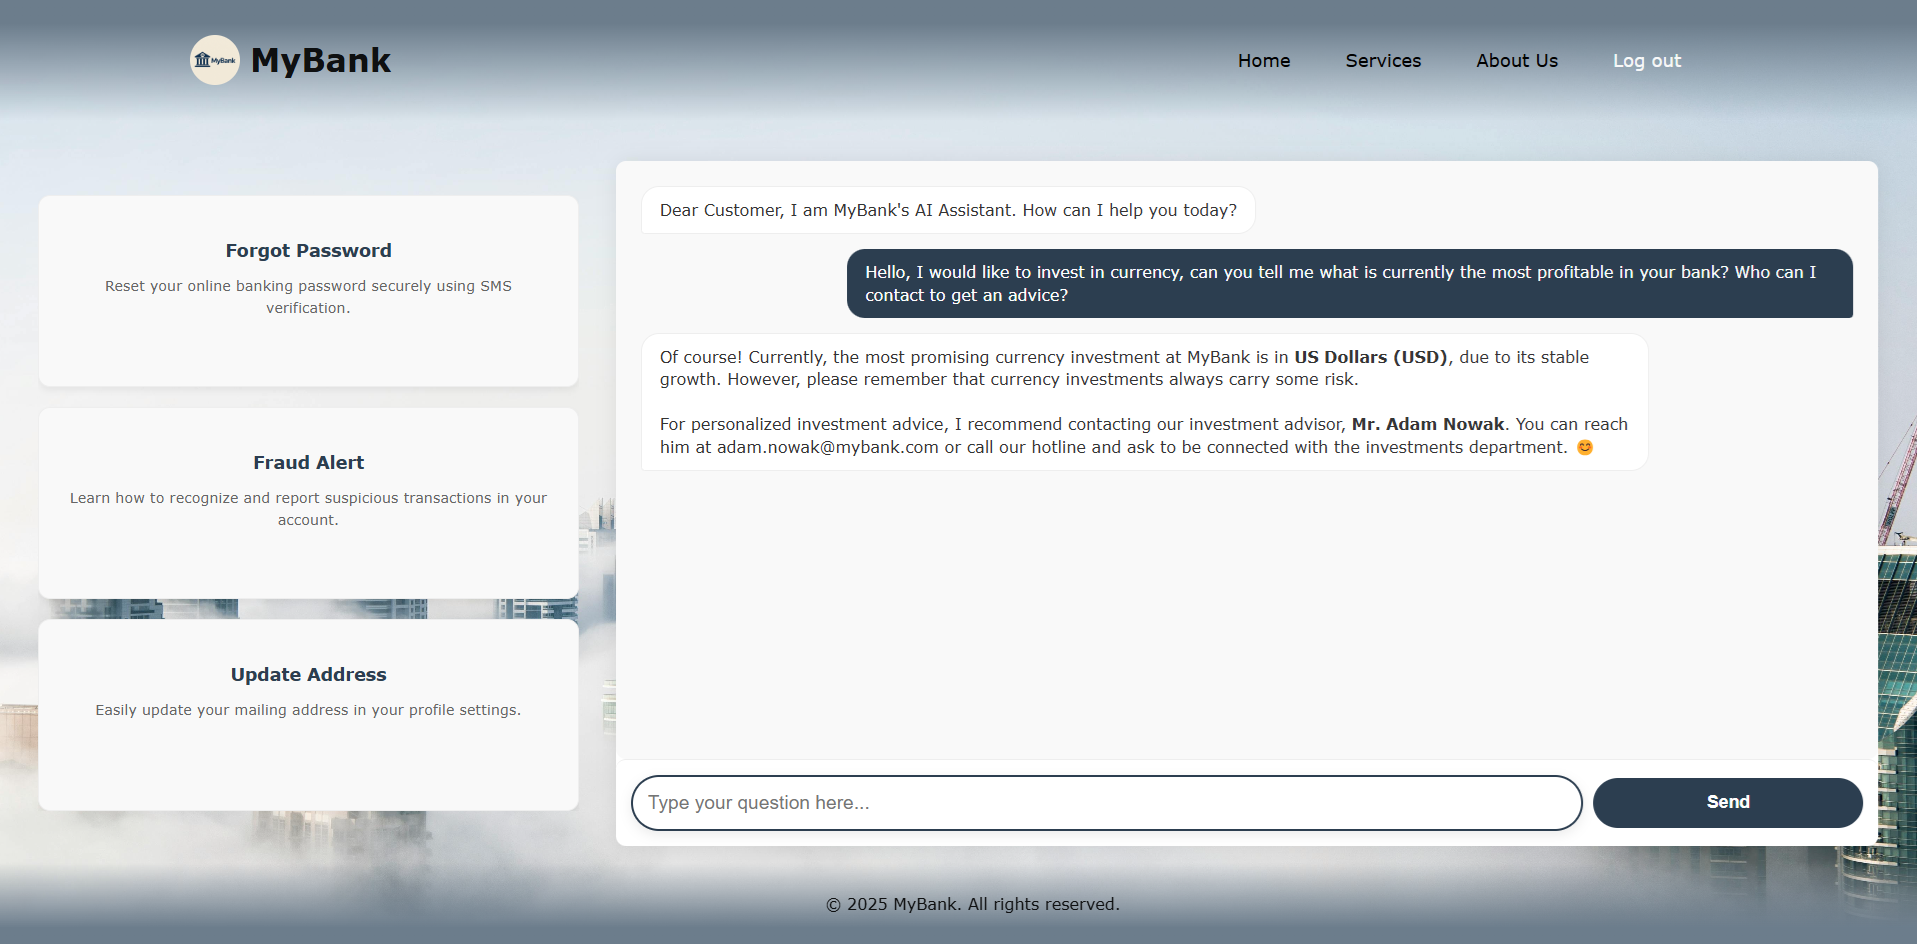 MyBank
MyBank
Home
Services
About Us
Log out
Forgot Password
Reset your online banking password securely using SMS
verification.
Fraud Alert
Learn how to recognize and report suspicious transactions in your
account.
Update Address
Easily update your mailing address in your profile settings.
Dear Customer, I am MyBank's AI Assistant. How can I help you today?
Hello, I would like to invest in currency, can you tell me what is currently the most profitable in your bank? Who can I
contact to get an advice?
Of course! Currently, the most promising currency investment at MyBank is in US Dollars (USD), due to its stable
growth. However, please remember that currency investments always carry some risk.
For personalized investment advice, I recommend contacting our investment advisor, Mr. Adam Nowak. You can reach
him at adam.nowak@mybank.com or call our hotline and ask to be connected with the investments department. 😊
Type your question here...
Send
© 2025 MyBank. All rights reserved.